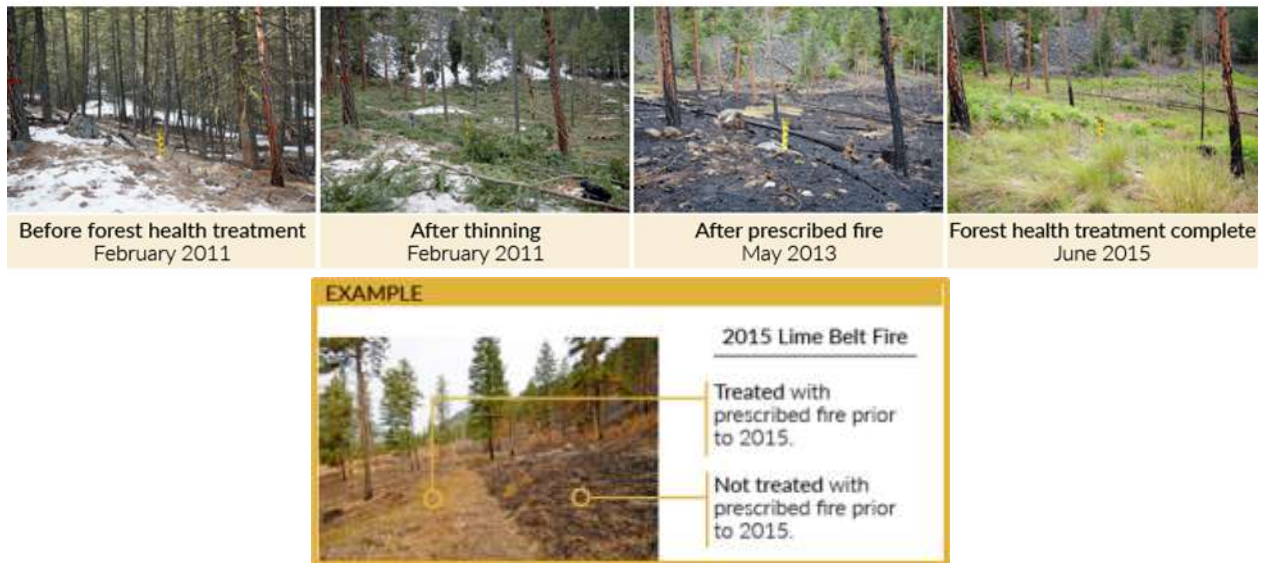 Before forest health treatment
February 2011
After thinning
February 2011
After prescribed fire
May 2013
Forest health treatment complete
June 2015
EXAMPLE
2015 Lime Belt Fire
Treated with
prescribed fire prior
to 2015.
Not treated with
prescribed fire prior
to 2015.